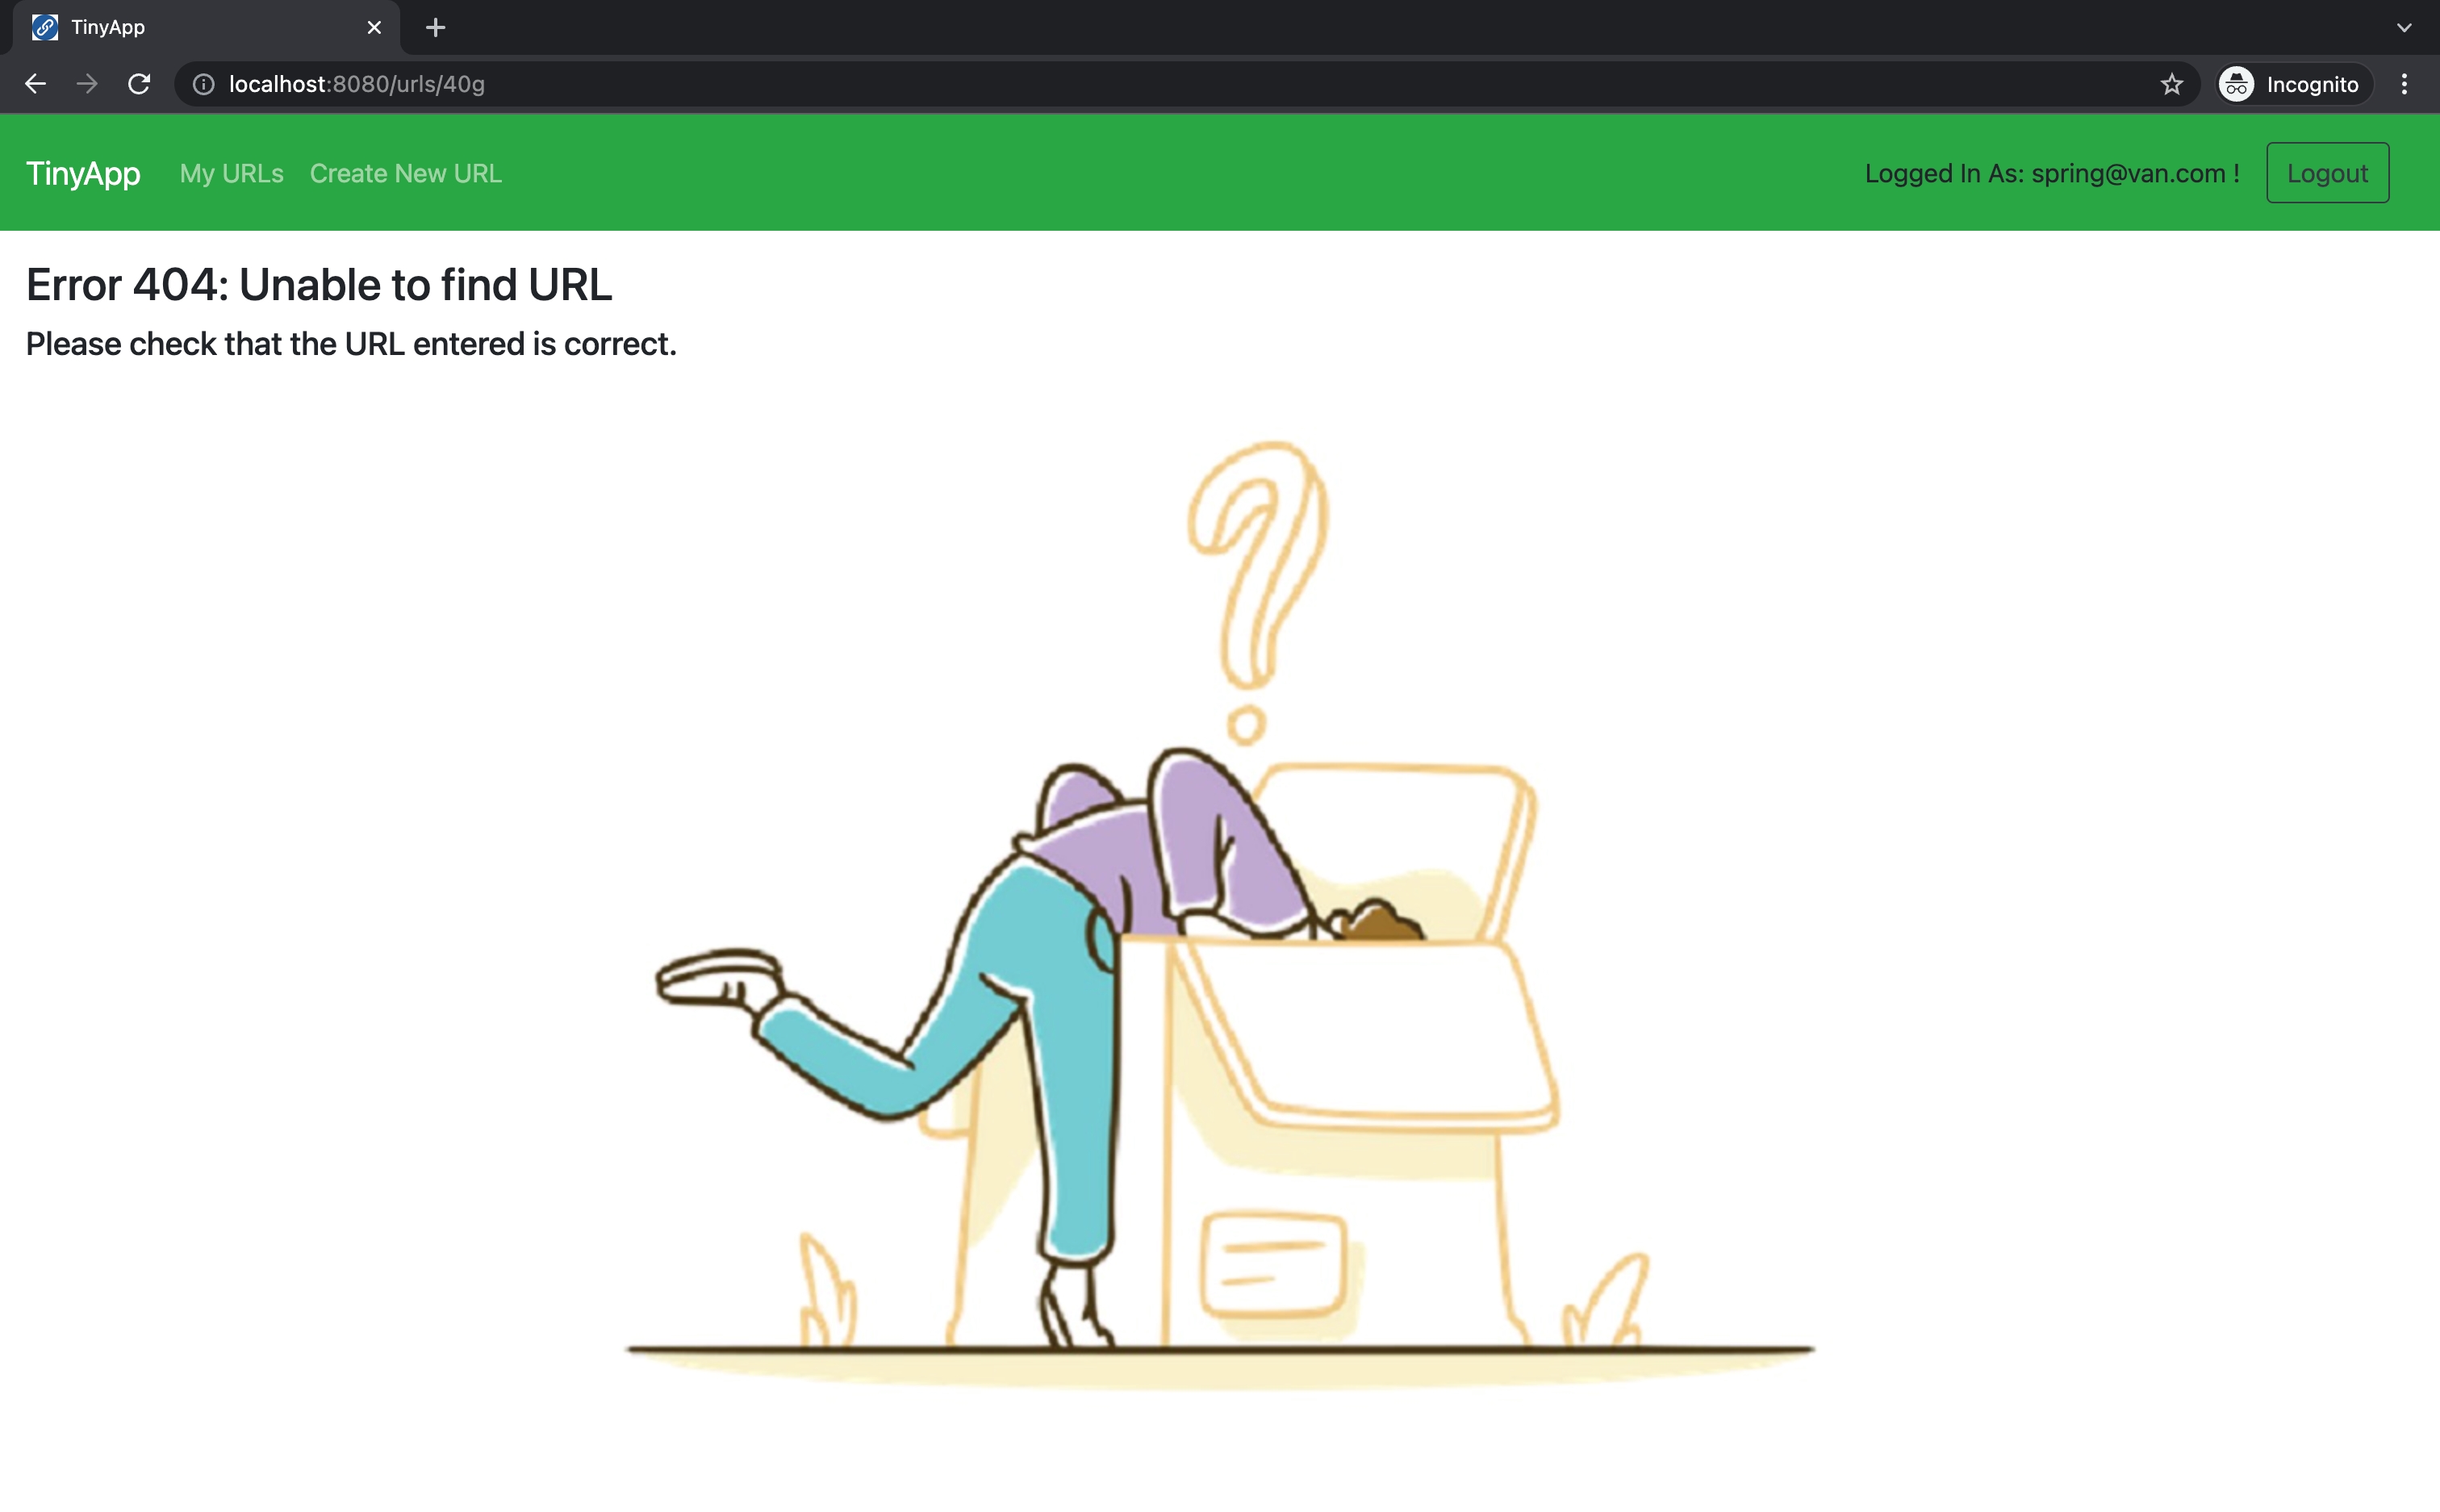 TinyApp
localhost:8080/urls/40g
Incognito
TinyApp My URLs Create New URL Logged In As: spring@van.com ! Logout
Error 404: Unable to find URL
Please check that the URL entered is correct.